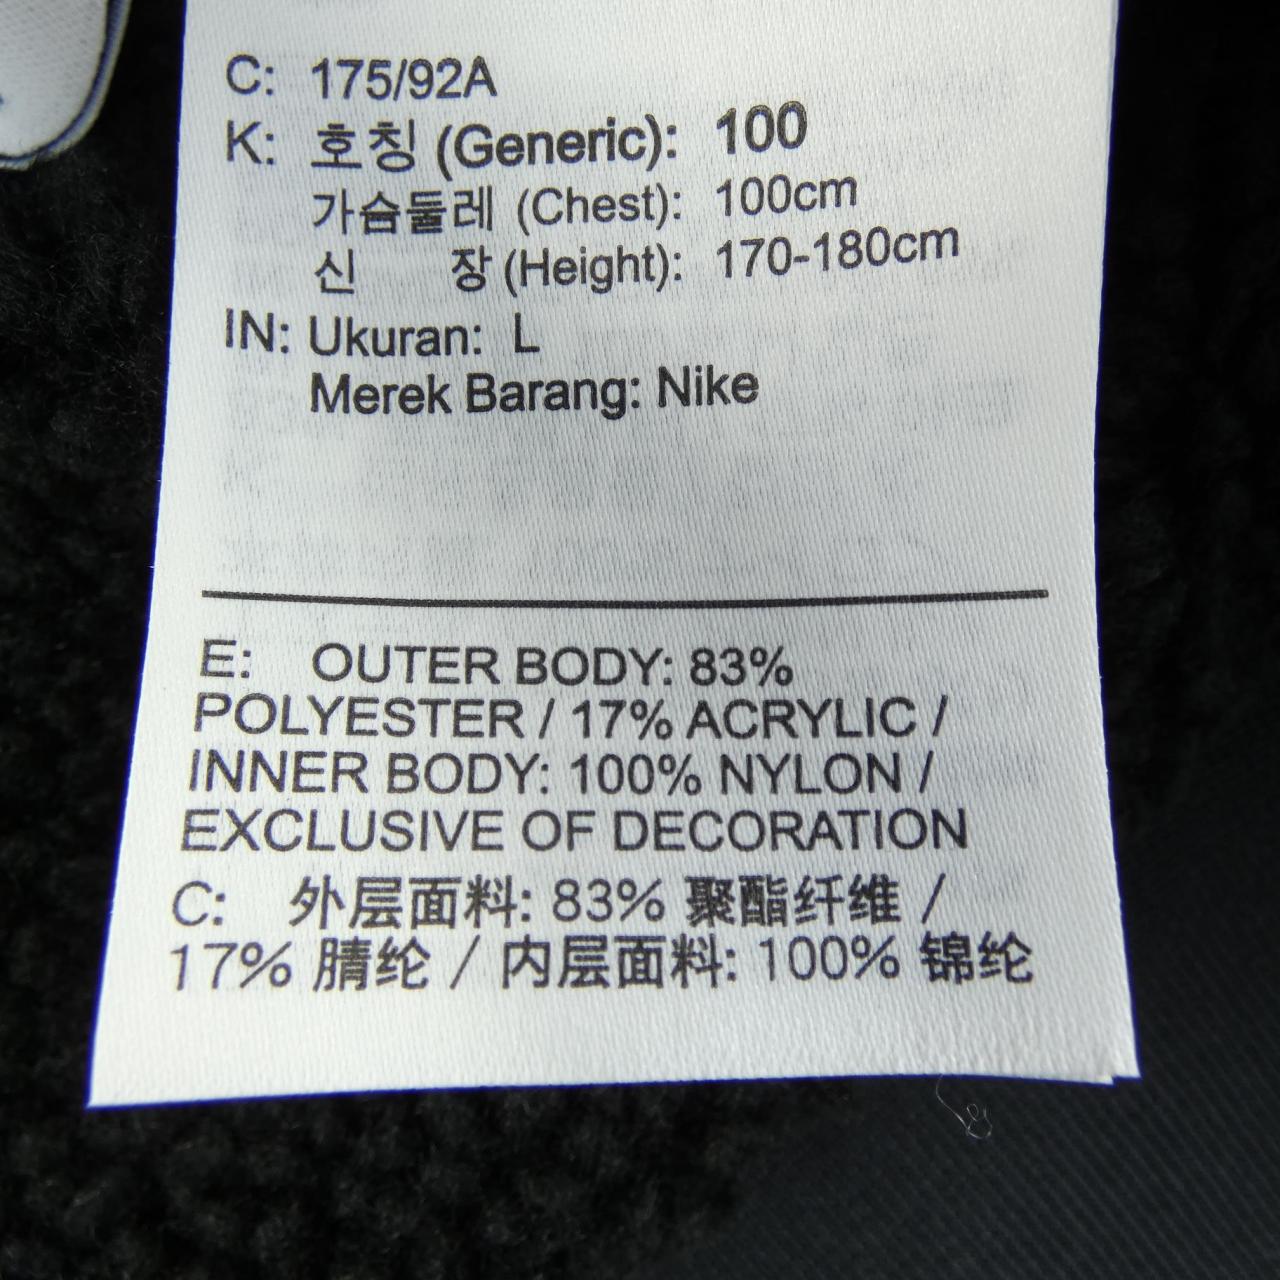 C: 175/92A
K: 호칭 (Generic): 100
가슴둘레 (Chest): 100cm
신 장 (Height): 170-180cm
IN: Ukuran: L
Merek Barang: Nike
E: OUTER BODY: 83%
POLYESTER / 17% ACRYLIC /
INNER BODY: 100% NYLON /
EXCLUSIVE OF DECORATION
C: 外层面料: 83% 聚酯纤维 /
17% 腈纶 / 内层面料: 100% 锦纶